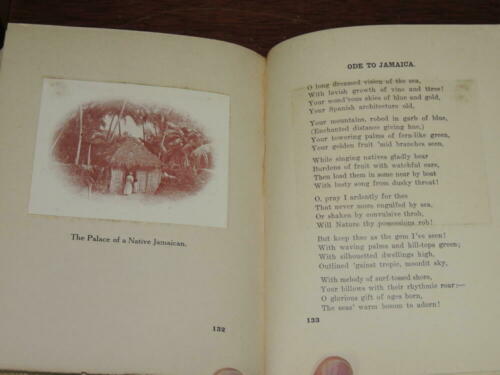 The Palace of a Native Jamaican.
132
ODE TO JAMAICA.
O long dreamed vision of the sea,
With lavish growth of vine and tree!
Your wond'rous skies of blue and gold,
Your Spanish architecture old,
Your mountains, robed in garb of blue,
(Enchanted distance giving hue,)
Your towering palms of fern-like green,
Your golden fruit 'mid branches seen,
While singing natives gladly bear
Burdens of fruit with watchful care,
Then load them in some near by boat
With lusty song from dusky throat!
O, pray I ardently for thee
That never more engulfed by sea,
Or shaken by convulsive throb,
Will Nature thy possessions rob!
But keep thee as the gem I've seen!
With waving palms and hill-tops green;
With silhouetted dwellings high,
Outlined 'gainst tropic, moonlit sky,
With melody of surf-tossed shore,
Your billows with their rhythmic roar:—
O glorious gift of ages born,
The seas' warm bosom to adorn!
133